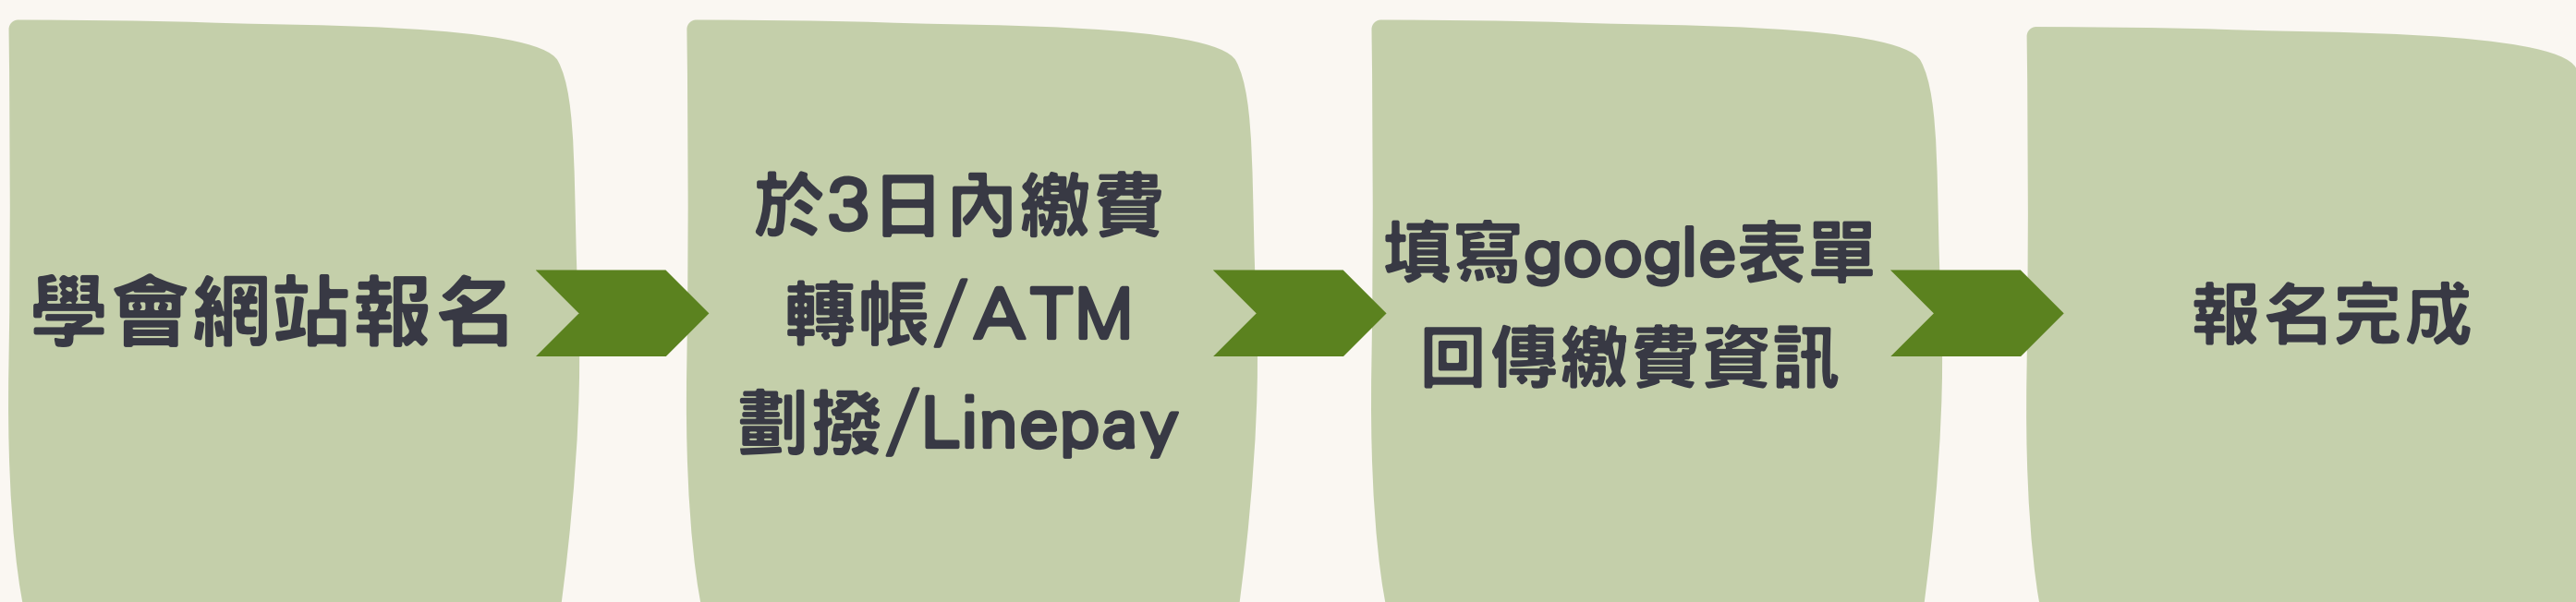 學會網站報名
於3日內繳費
轉帳/ATM
劃撥/Linepay
填寫google表單
回傳繳費資訊
報名完成